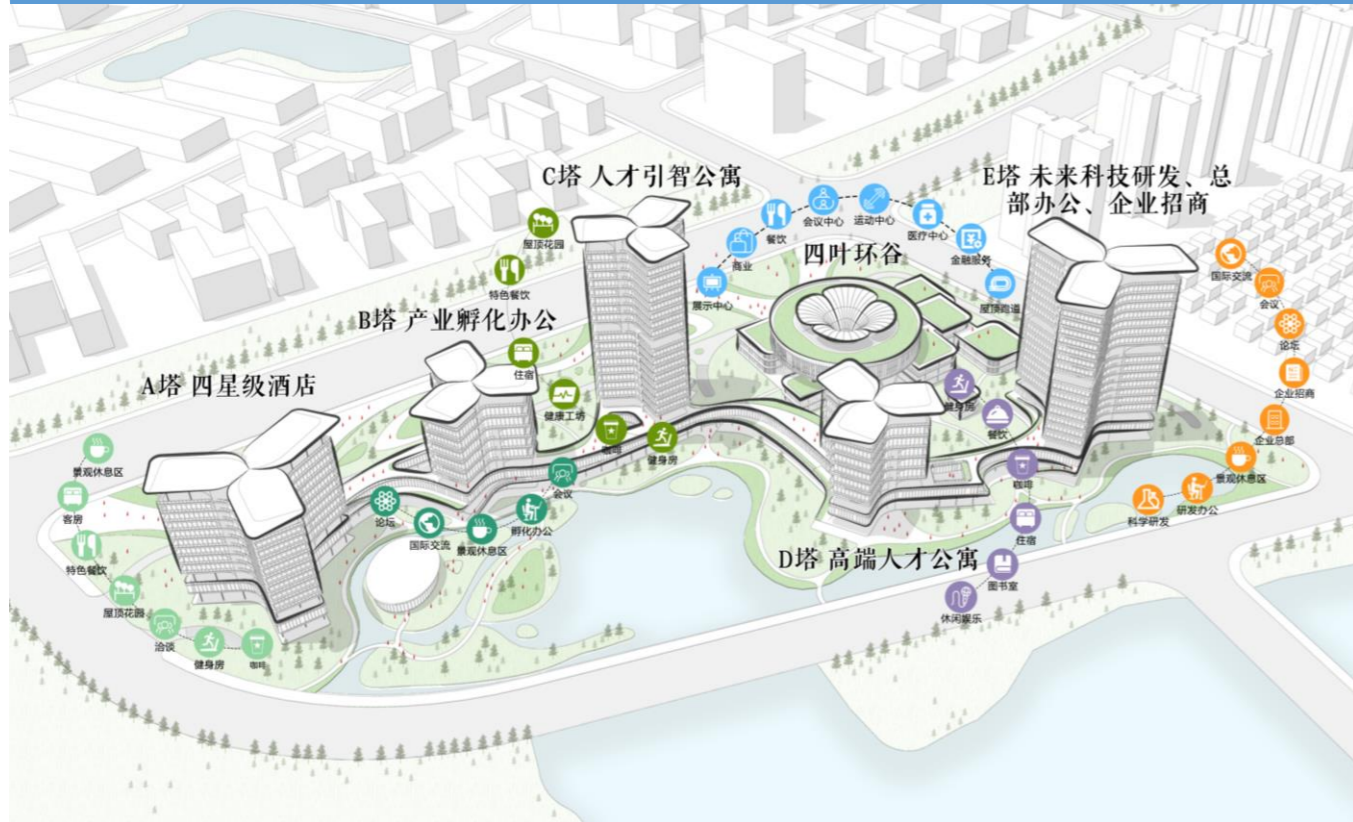 C塔 人才引智公寓
E塔 未来科技研发、总
部办公、企业招商
四叶环谷
B塔 产业孵化办公
A塔 四星级酒店
D塔 高端人才公寓
屋顶花园
特色餐饮
住宿
健康工坊
咖啡
健身房
展示中心
商业
餐饮
会议中心
运动中心
医疗中心
金融服务
屋顶跑道
国际交流
会议
论坛
企业招商
企业总部
景观休息区
研发办公
科学研发
健身房
餐饮
咖啡
住宿
图书室
休闲娱乐
论坛
国际交流
景观休息区
孵化办公
会议
景观休息区
客房
特色餐饮
屋顶花园
洽谈
健身房
咖啡